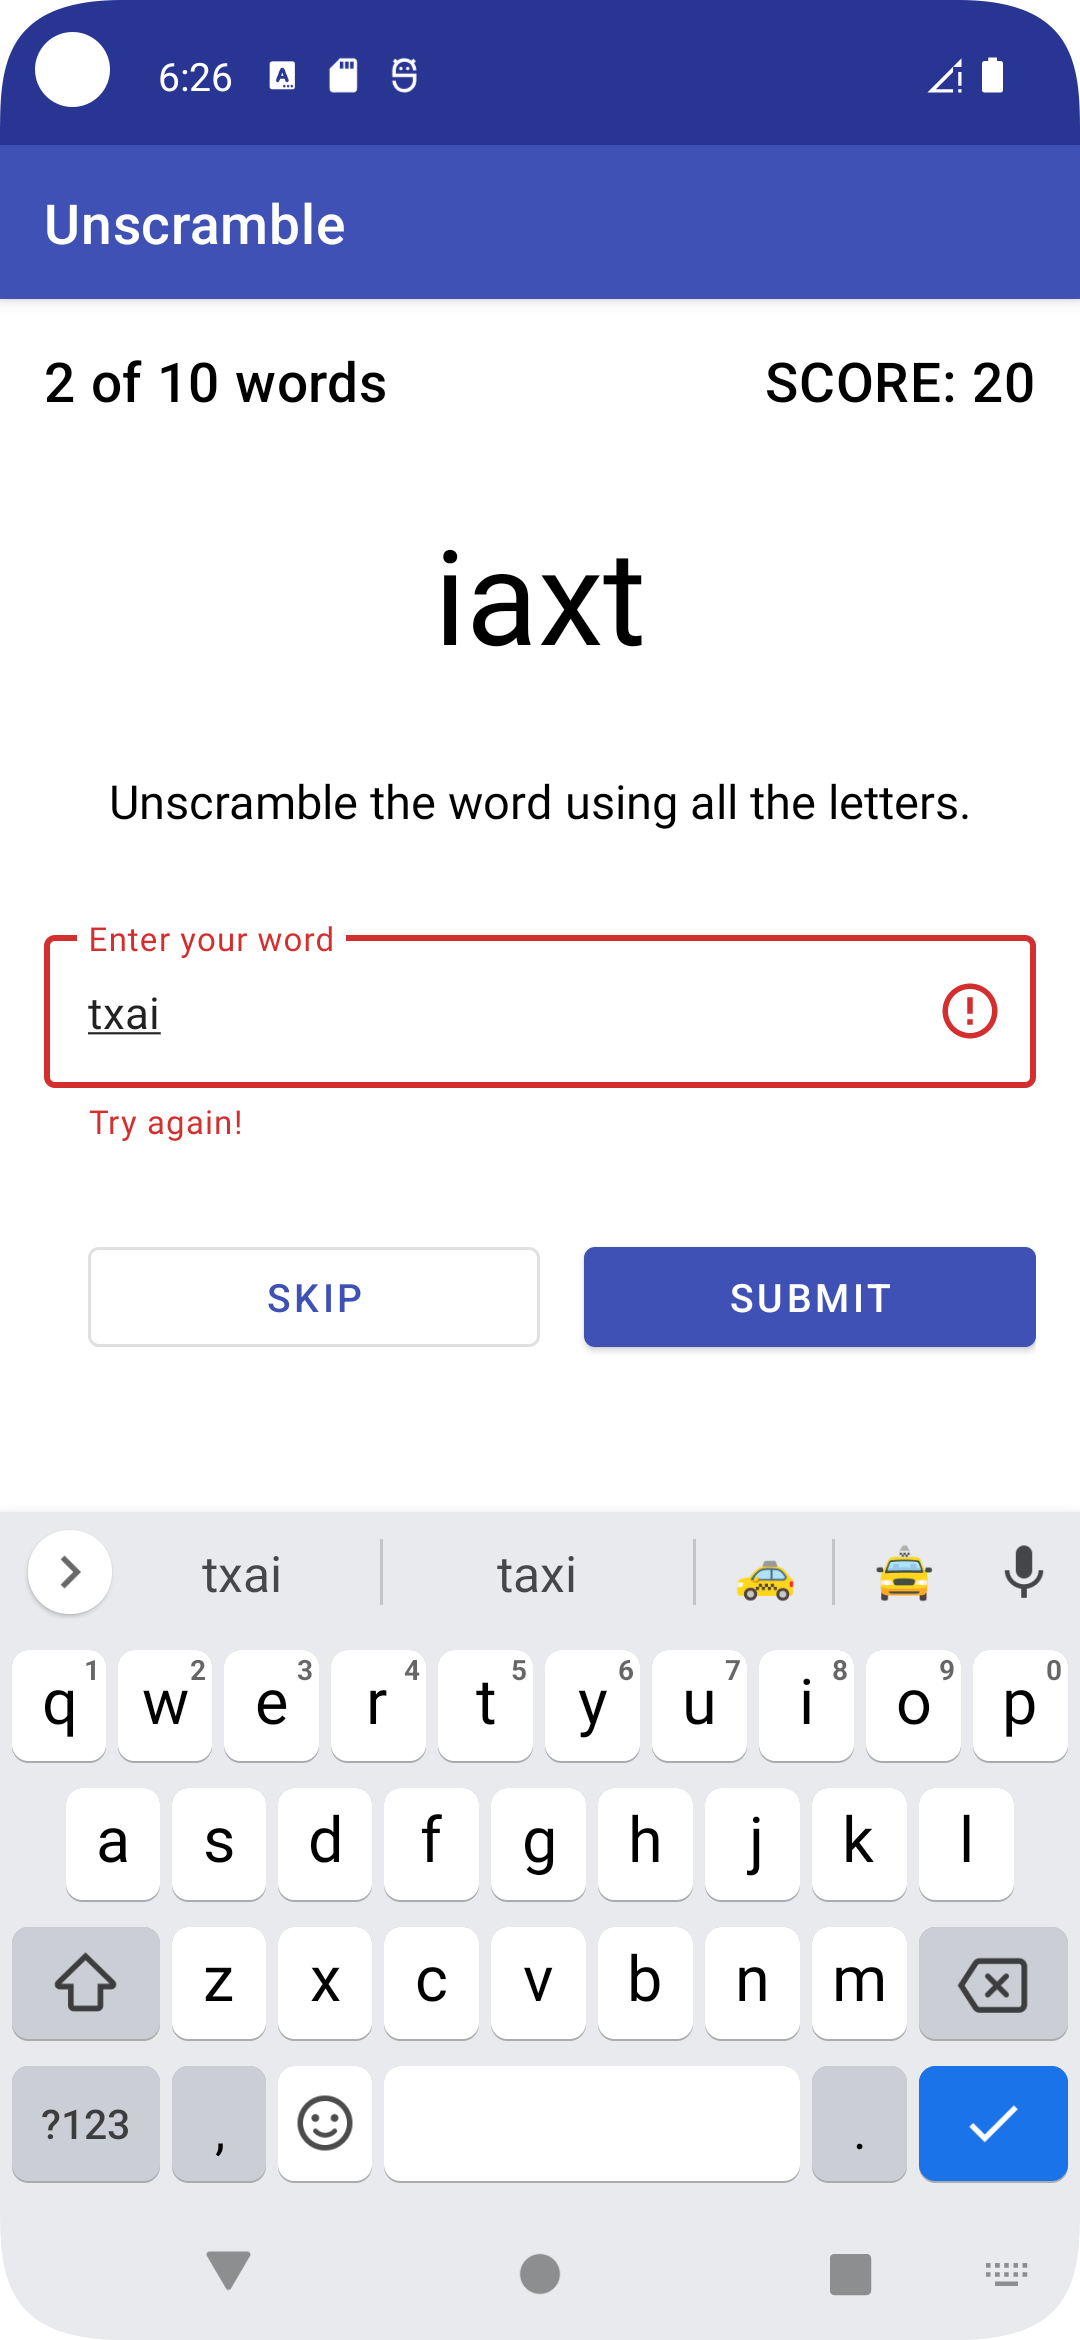 6:26
Unscramble
2 of 10 words SCORE: 20
iaxt
Unscramble the word using all the letters.
Enter your word
txai
Try again!
SKIP SUBMIT
txai taxi
q 1 w 2 e 3 r 4 t 5 y 6 u 7 i 8 o 9 p 0
a s d f g h j k l
z x c v b n m
?123 , .